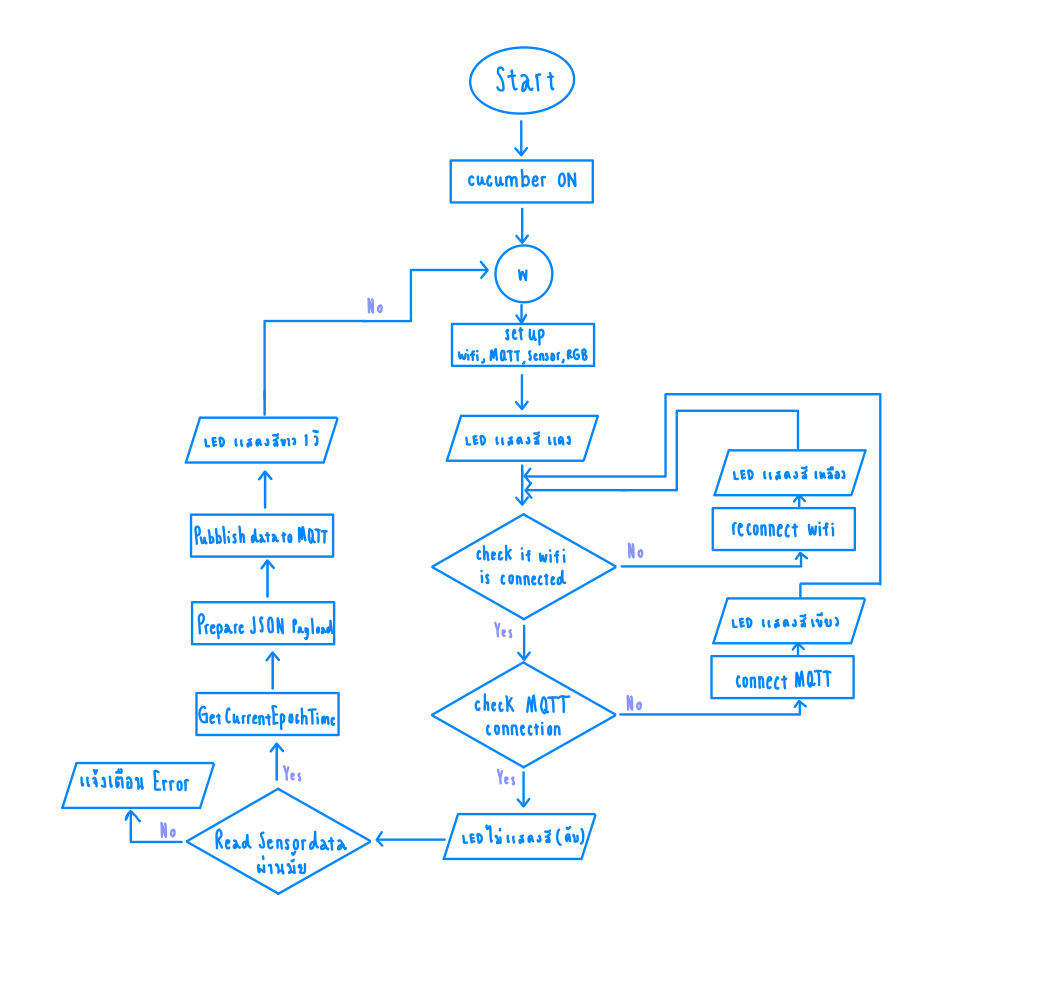 Start
cucumber ON
W
set up
wifi, MQTT, Sensor, RGB
LED แสดงสี แดง
check if wifi
is connected
No
reconnect wifi
LED แสดงสี เหลือง
Yes
check MQTT
connection
No
connect MQTT
LED แสดงสีเขียว
Yes
LED ไม่แสดงสี (ดับ)
Read Sensor data
ผ่านมัย
No
แจ้งเตือน Error
Yes
Get CurrentEpochTime
Prepare JSON Payload
Pubblish data to MQTT
LED แสดงสีขาว 1 วิ
No